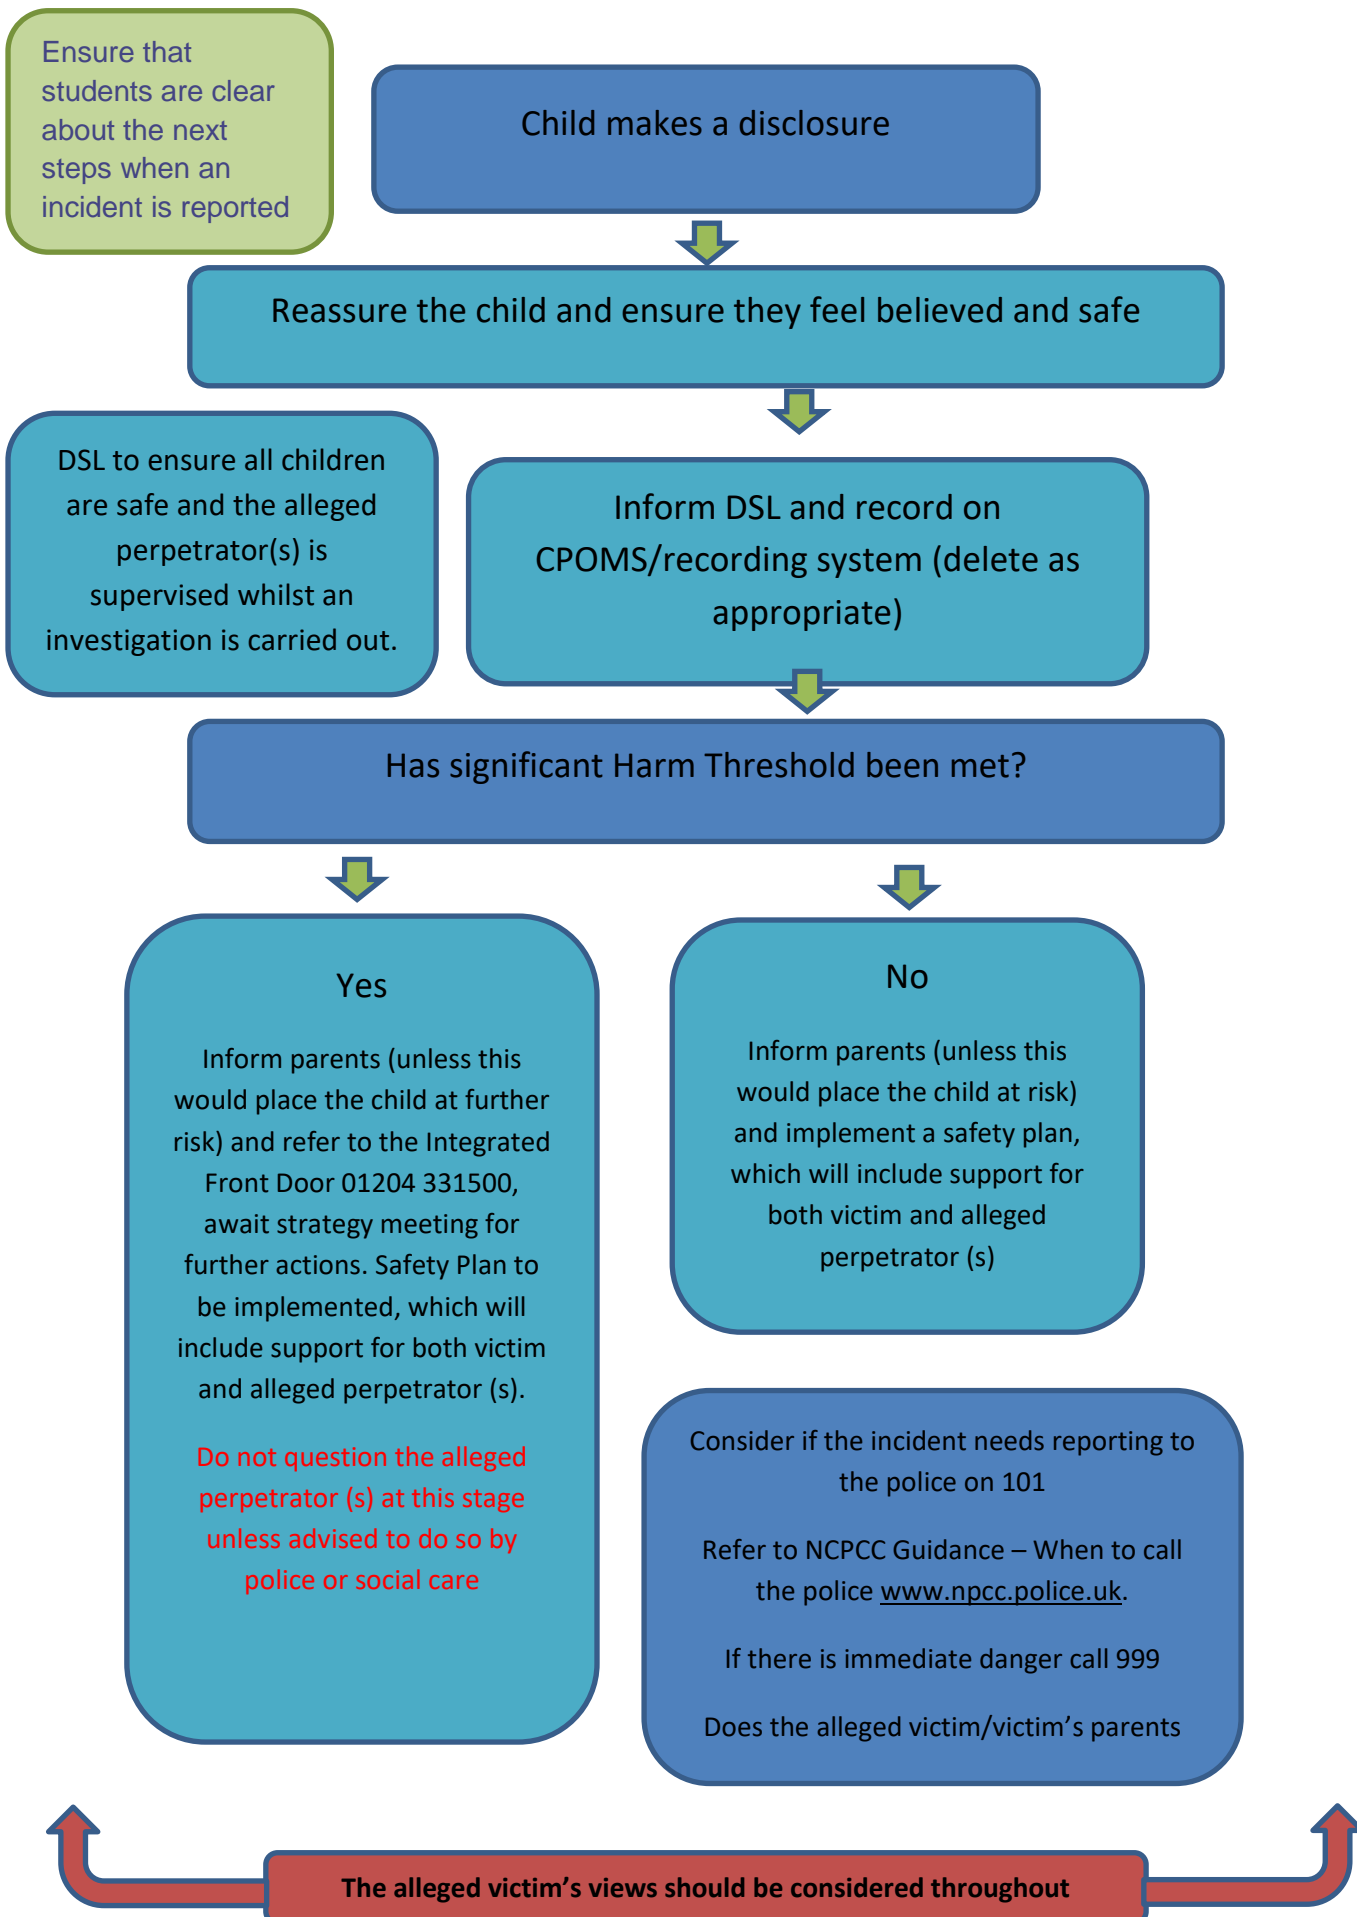 Ensure that
students are clear
about the next
steps when an
incident is reported
Child makes a disclosure
Reassure the child and ensure they feel believed and safe
DSL to ensure all children
are safe and the alleged
perpetrator(s) is
supervised whilst an
investigation is carried out.
Inform DSL and record on
CPOMS/recording system (delete as
appropriate)
Has significant Harm Threshold been met?
Yes
Inform parents (unless this
would place the child at further
risk) and refer to the Integrated
Front Door 01204 331500,
await strategy meeting for
further actions. Safety Plan to
be implemented, which will
include support for both victim
and alleged perpetrator (s).
Do not question the alleged
perpetrator (s) at this stage
unless advised to do so by
police or social care
No
Inform parents (unless this
would place the child at risk)
and implement a safety plan,
which will include support for
both victim and alleged
perpetrator (s)
Consider if the incident needs reporting to
the police on 101
Refer to NCPCC Guidance – When to call
the police www.npcc.police.uk.
If there is immediate danger call 999
Does the alleged victim/victim’s parents
The alleged victim’s views should be considered throughout